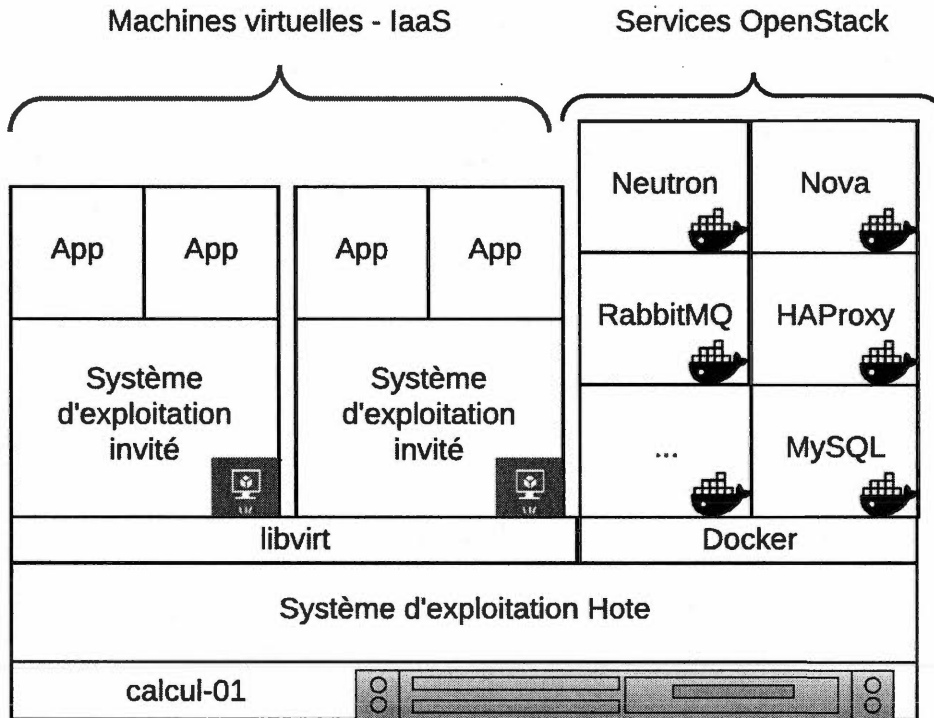 Machines virtuelles - IaaS
Services OpenStack
Neutron
Nova
App
App
App
App
RabbitMQ
HAProxy
Système
d'exploitation
invité
Système
d'exploitation
invité
...
MySQL
libvirt
Docker
Système d'exploitation Hote
calcul-01